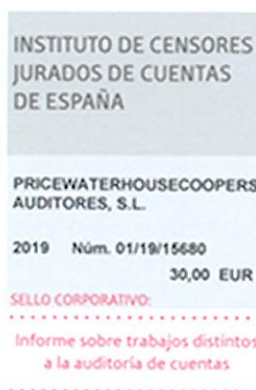 INSTITUTO DE CENSORES
JURADOS DE CUENTAS
DE ESPAÑA
PRICEWATERHOUSECOOPERS
AUDITORES, S.L.
2019 Núm. 01/19/15680
30,00 EUR
SELLO CORPORATIVO:
Informe sobre trabajos distintos
a la auditoría de cuentas